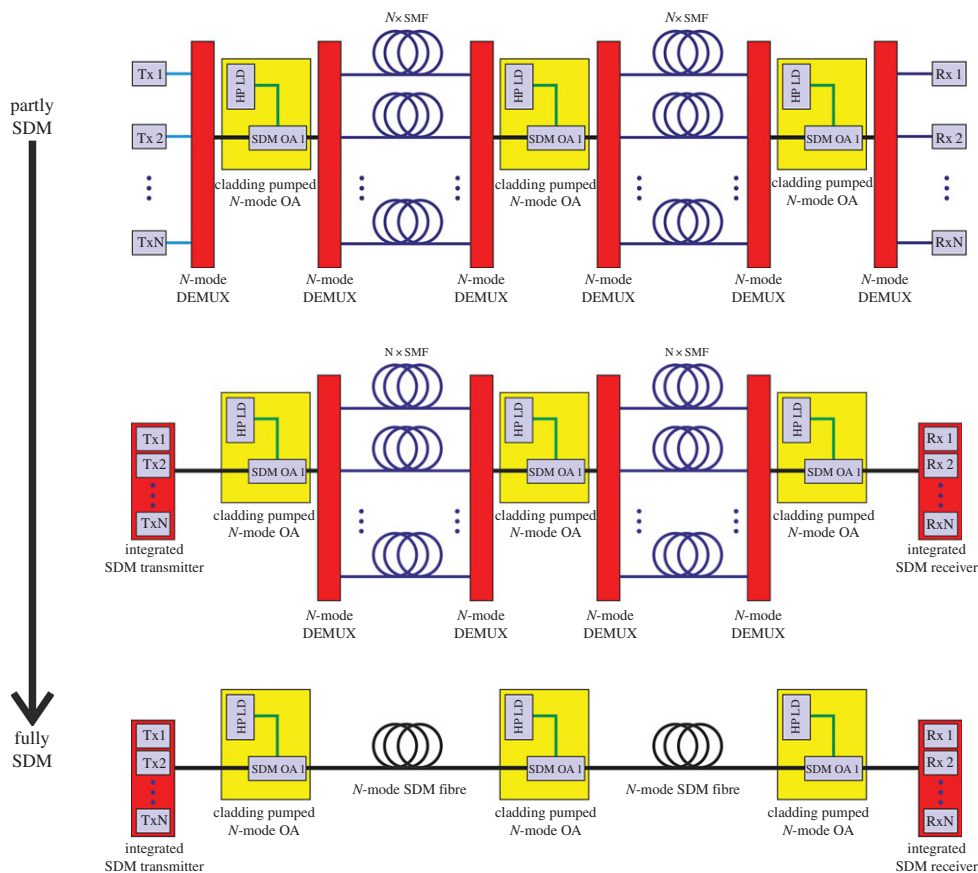 N×SMF
N×SMF
partly
SDM
Tx 1
Tx 2
TxN
HP LD
SDM OA 1
cladding pumped
N-mode OA
HP LD
SDM OA 1
cladding pumped
N-mode OA
HP LD
SDM OA 1
cladding pumped
N-mode OA
Rx 1
Rx 2
RxN
N-mode
DEMUX
N-mode
DEMUX
N-mode
DEMUX
N-mode
DEMUX
N-mode
DEMUX
N-mode
DEMUX
N × SMF
N × SMF
Tx1
Tx2
TxN
integrated
SDM transmitter
HP LD
SDM OA 1
cladding pumped
N-mode OA
HP LD
SDM OA 1
cladding pumped
N-mode OA
HP LD
SDM OA 1
cladding pumped
N-mode OA
Rx 1
Rx 2
RxN
integrated
SDM receiver
N-mode
DEMUX
N-mode
DEMUX
N-mode
DEMUX
N-mode
DEMUX
fully
SDM
Tx1
Tx2
TxN
integrated
SDM transmitter
HP LD
SDM OA 1
cladding pumped
N-mode OA
N-mode SDM fibre
HP LD
SDM OA 1
cladding pumped
N-mode OA
N-mode SDM fibre
HP LD
SDM OA 1
cladding pumped
N-mode OA
Rx 1
Rx 2
RxN
integrated
SDM receiver